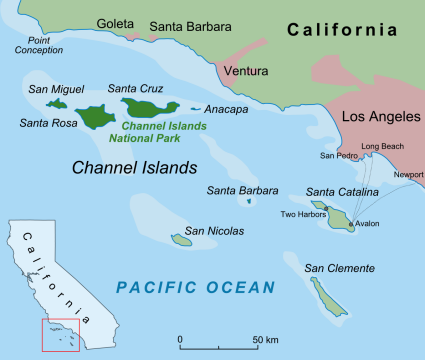 California
Goleta
Santa Barbara
Point
Conception
Ventura
San Miguel
Santa Cruz
Anacapa
Santa Rosa
Channel Islands
National Park
Los Angeles
Long Beach
San Pedro
Newport
Channel Islands
Santa Barbara
Santa Catalina
Two Harbors
Avalon
San Nicolas
San Clemente
California
PACIFIC OCEAN
0
50 km